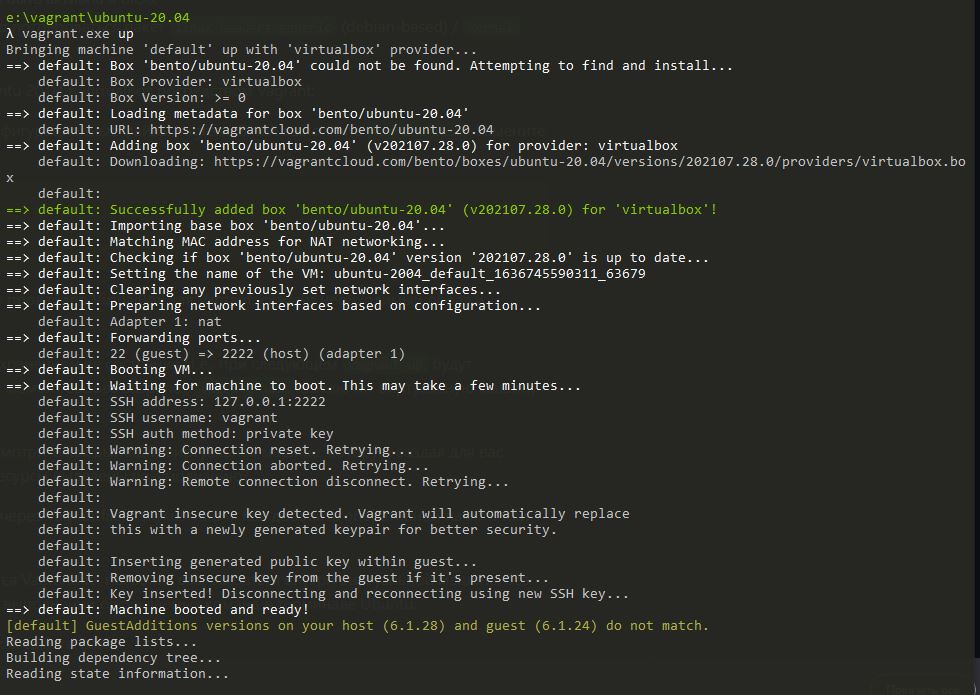 e:\vagrant\ubuntu-20.04
λ vagrant.exe up
Bringing machine 'default' up with 'virtualbox' provider...
==> default: Box 'bento/ubuntu-20.04' could not be found. Attempting to find and install...
    default: Box Provider: virtualbox
    default: Box Version: >= 0
==> default: Loading metadata for box 'bento/ubuntu-20.04'
    default: URL: https://vagrantcloud.com/bento/ubuntu-20.04
==> default: Adding box 'bento/ubuntu-20.04' (v202107.28.0) for provider: virtualbox
    default: Downloading: https://vagrantcloud.com/bento/boxes/ubuntu-20.04/versions/202107.28.0/providers/virtualbox.bo
x
    default:
==> default: Successfully added box 'bento/ubuntu-20.04' (v202107.28.0) for 'virtualbox'!
==> default: Importing base box 'bento/ubuntu-20.04'...
==> default: Matching MAC address for NAT networking...
==> default: Checking if box 'bento/ubuntu-20.04' version '202107.28.0' is up to date...
==> default: Setting the name of the VM: ubuntu-2004_default_1636745590311_63679
==> default: Clearing any previously set network interfaces...
==> default: Preparing network interfaces based on configuration...
    default: Adapter 1: nat
==> default: Forwarding ports...
    default: 22 (guest) => 2222 (host) (adapter 1)
==> default: Booting VM...
==> default: Waiting for machine to boot. This may take a few minutes...
    default: SSH address: 127.0.0.1:2222
    default: SSH username: vagrant
    default: SSH auth method: private key
    default: Warning: Connection reset. Retrying...
    default: Warning: Connection aborted. Retrying...
    default: Warning: Remote connection disconnect. Retrying...
    default:
    default: Vagrant insecure key detected. Vagrant will automatically replace
    default: this with a newly generated keypair for better security.
    default:
    default: Inserting generated public key within guest...
    default: Removing insecure key from the guest if it's present...
    default: Key inserted! Disconnecting and reconnecting using new SSH key...
==> default: Machine booted and ready!
[default] GuestAdditions versions on your host (6.1.28) and guest (6.1.24) do not match.
Reading package lists...
Building dependency tree...
Reading state information...